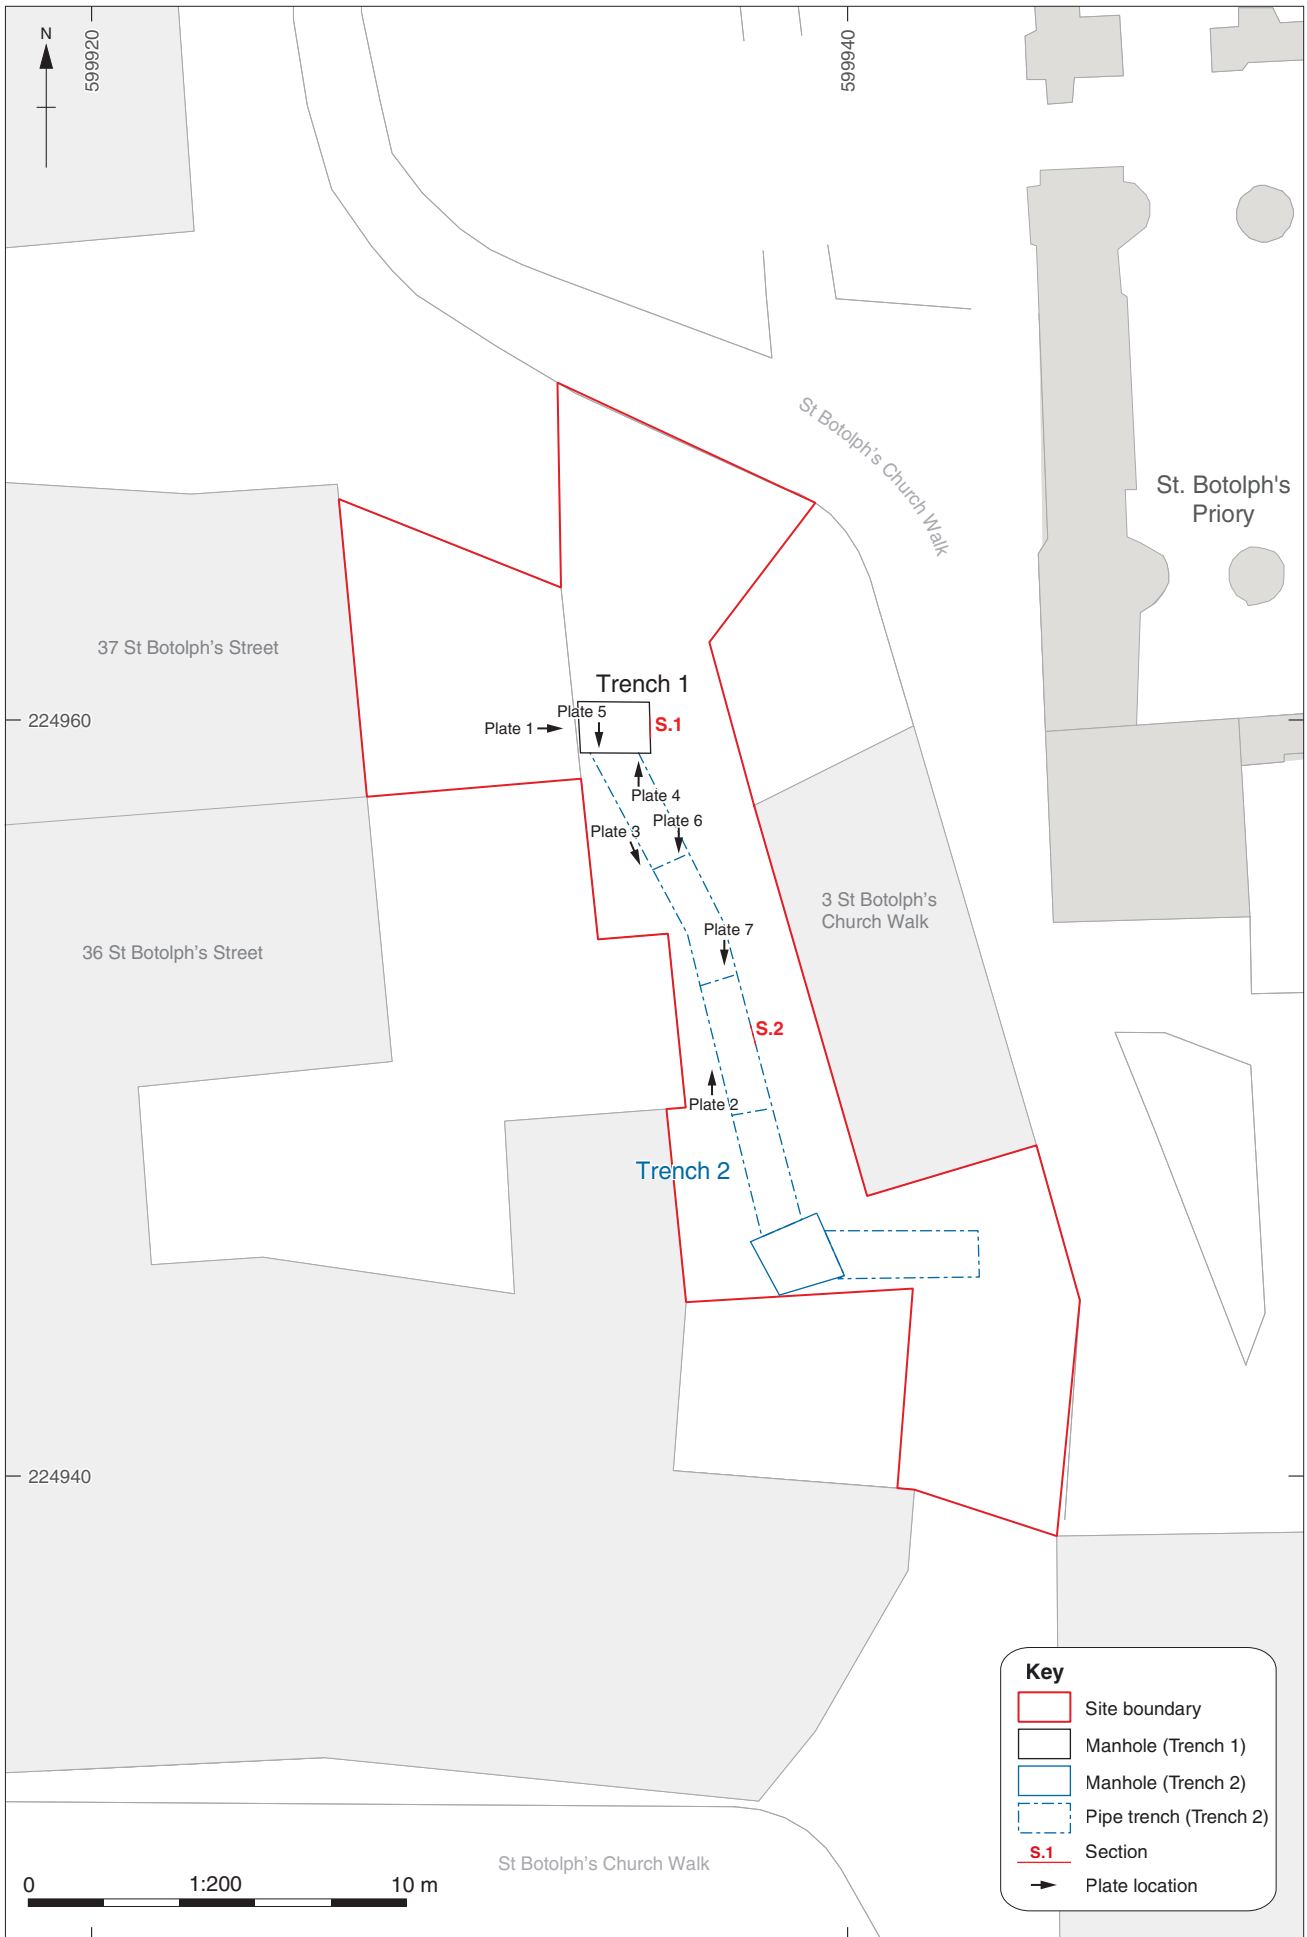 N
599920
599940
St Botolph's Church Walk
St. Botolph's
Priory
37 St Botolph's Street
Trench 1
Plate 5
224960
Plate 1
S.1
Plate 4
Plate 6
Plate 3
3 St Botolph's
Church Walk
Plate 7
36 St Botolph's Street
S.2
Plate 2
Trench 2
224940
Key
Site boundary
Manhole (Trench 1)
Manhole (Trench 2)
Pipe trench (Trench 2)
S.1 Section
Plate location
St Botolph's Church Walk
0 1:200 10 m